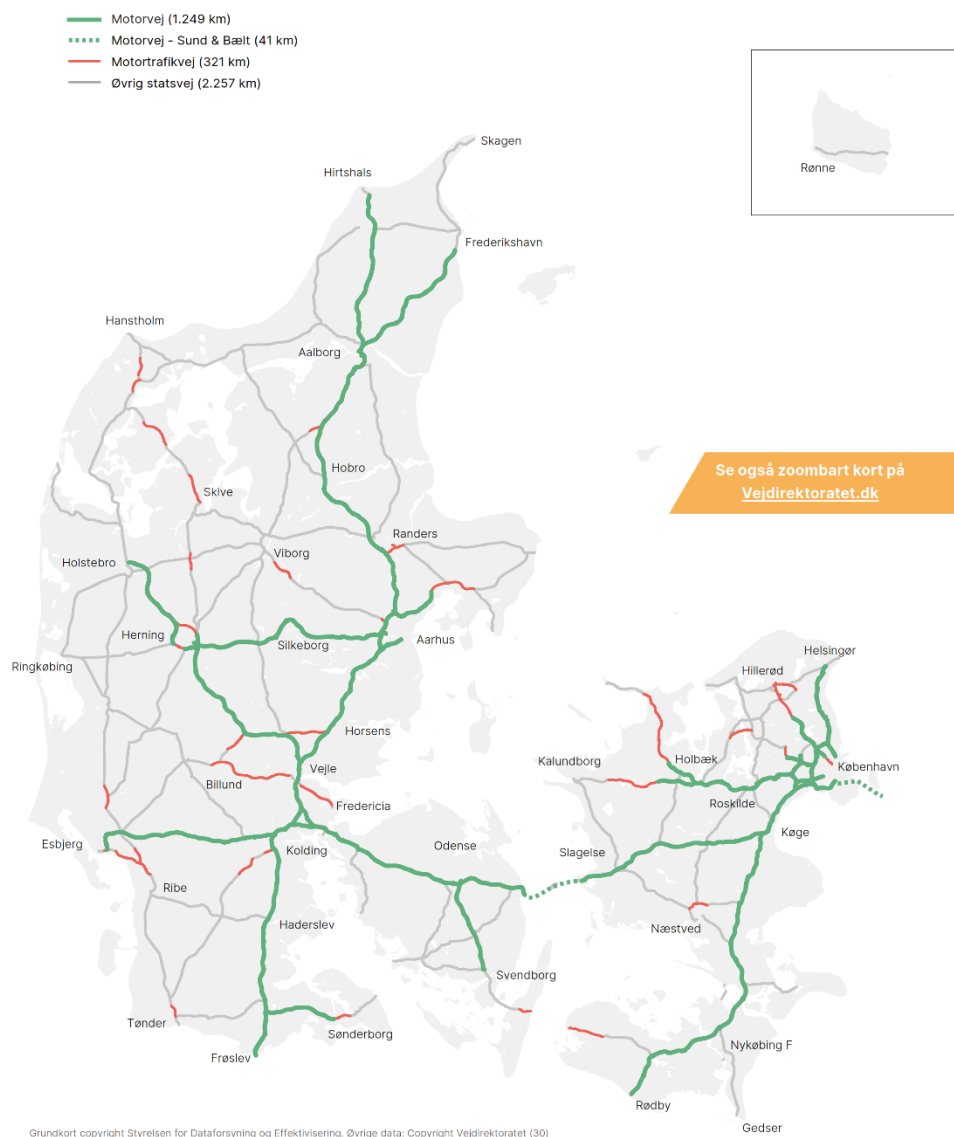 Motorvej (1.249 km)
Motorvej - Sund & Bælt (41 km)
Motortrafikvej (321 km)
Øvrig statsvej (2.257 km)
Skagen
Rønne
Hirtshals
Frederikshavn
Hanstholm
Aalborg
Se også zoombart kort på
Vejdirektoratet.dk
Hobro
Skive
Randers
Viborg
Holstebro
Herning
Aarhus
Silkeborg
Helsingør
Ringkøbing
Hillerød
Horsens
Kalundborg
Holbæk
København
Vejle
Billund
Fredericia
Roskilde
Køge
Esbjerg
Odense
Kolding
Slagelse
Ribe
Haderslev
Næstved
Svendborg
Tønder
Sønderborg
Nykøbing F
Frøslev
Rødby
Gedser
Grundkort copyright Styrelsen for Dataforsyning og Effektivisering. Øvrige data: Copyright Vejdirektoratet (30)